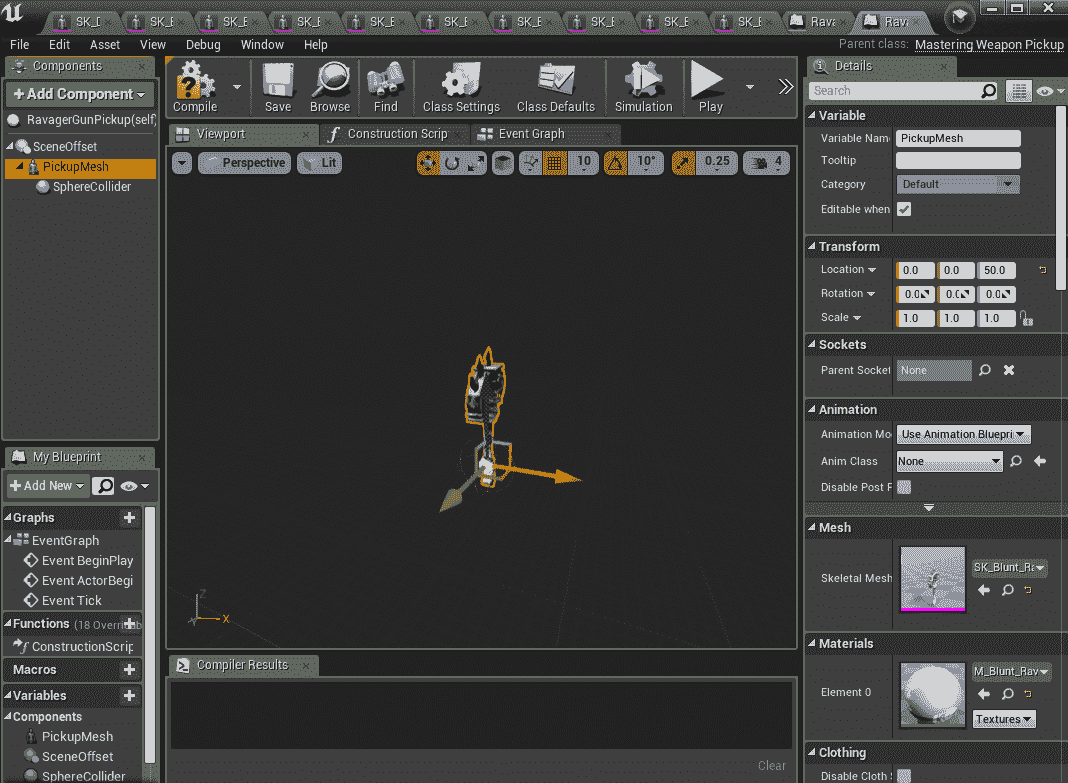 SK_E SK_E SK_E SK_E SK_E SK_E SK_E SK_E SK_E SK_E Rava Rava
File Edit Asset View Debug Window Help
Parent class: Mastering Weapon Pickup
Components
+Add Component
RavagerGunPickup(self)
SceneOffset
PickupMesh
SphereCollider
Compile Save Browse Find Class Settings Class Defaults Simulation Play
Viewport Construction Scrip Event Graph
Perspective Lit 10 10° 0.25 4
Z
X
My Blueprint
+Add New
Graphs
EventGraph
Event BeginPlay
Event ActorBegi
Event Tick
Functions (18 Overridab
ConstructionScrip
Macros
Variables
Components
PickupMesh
SceneOffset
SphereCollider
Compiler Results
Clear
Details
Search
Variable
Variable Name PickupMesh
Tooltip
Category Default
Editable when
Transform
Location 0.0 0.0 50.0
Rotation 0.0 0.0 0.0
Scale 1.0 1.0 1.0
Sockets
Parent Socket None
Animation
Animation Mo Use Animation Bluepri
Anim Class None
Disable Post F
Mesh
Skeletal Mesh SK_Blunt_Ra
Materials
Element 0 M_Blunt_Rav
Textures
Clothing
Disable Cloth S